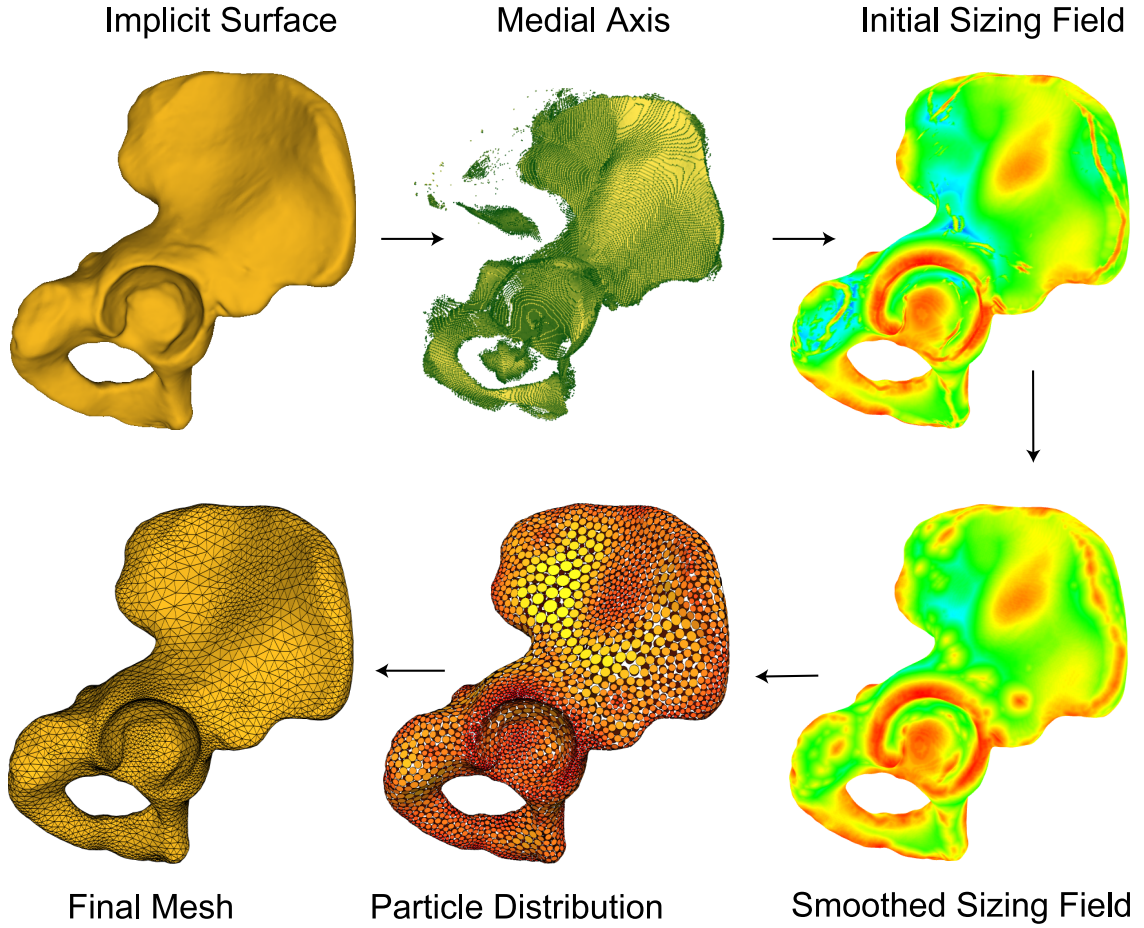 Implicit Surface
Medial Axis
Initial Sizing Field
Final Mesh
Particle Distribution
Smoothed Sizing Field